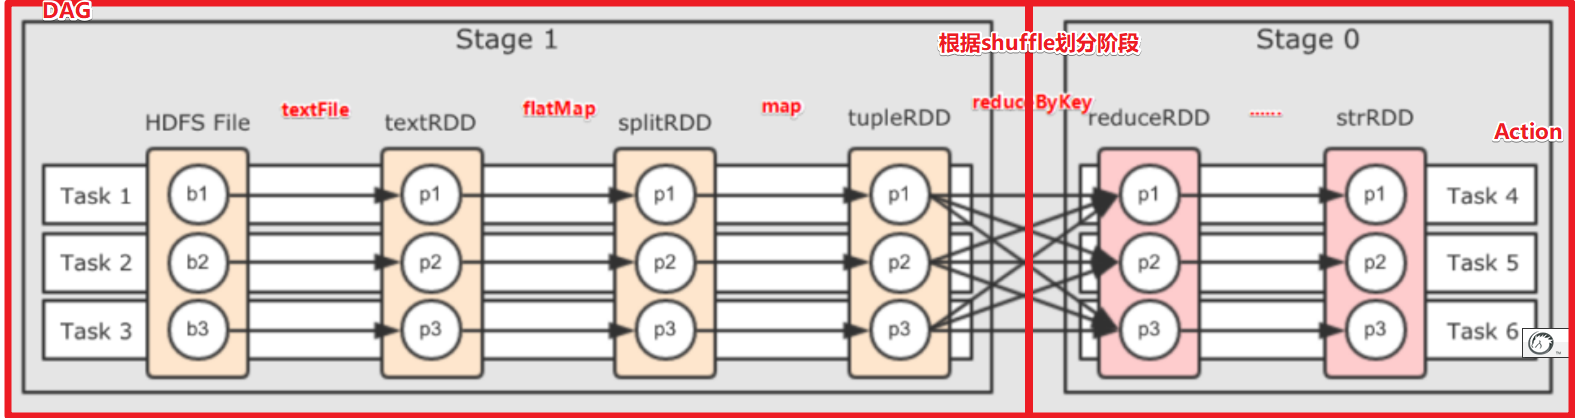 DAG
Stage 1
根据shuffle划分阶段
Stage 0
HDFS File
textFile
textRDD
flatMap
splitRDD
map
tupleRDD
reduceByKey
reduceRDD
......
strRDD
Action
Task 1
b1
p1
p1
p1
p1
p1
Task 4
Task 2
b2
p2
p2
p2
p2
p2
Task 5
Task 3
b3
p3
p3
p3
p3
p3
Task 6